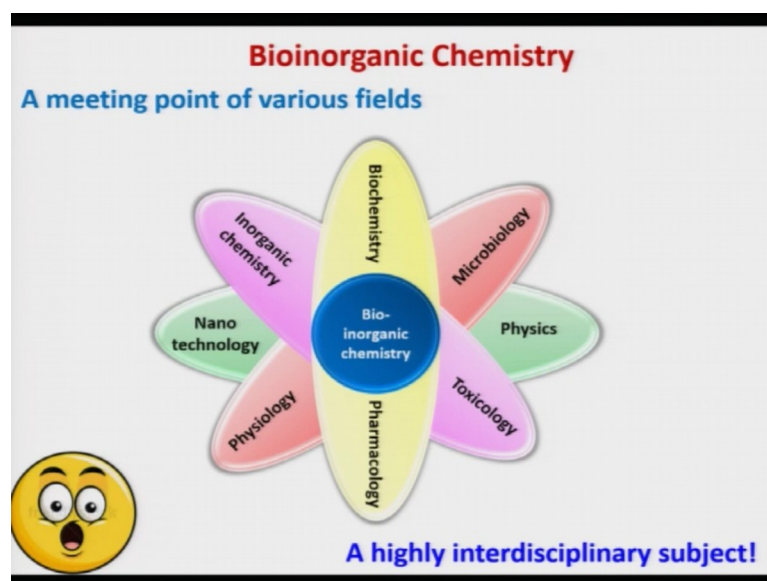 Bioinorganic Chemistry
A meeting point of various fields
Biochemistry
Inorganic
chemistry
Microbiology
Nano
technology
Bio-
inorganic
chemistry
Physics
Physiology
Pharmacology
Toxicology
A highly interdisciplinary subject!